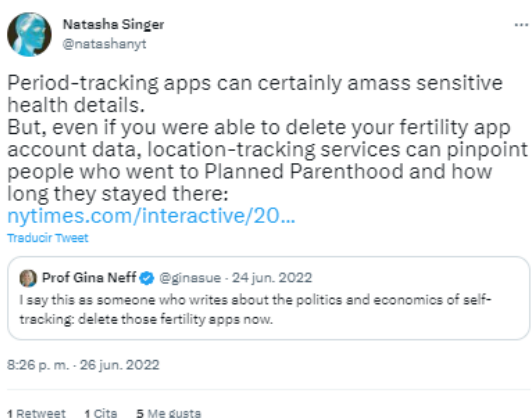 Natasha Singer
@natashanyt
Period-tracking apps can certainly amass sensitive
health details.
But, even if you were able to delete your fertility app
account data, location-tracking services can pinpoint
people who went to Planned Parenthood and how
long they stayed there:
nytimes.com/interactive/20...
Traducir Tweet
Prof Gina Neff @ginasue · 24 jun. 2022
I say this as someone who writes about the politics and economics of self-
tracking: delete those fertility apps now.
8:26 p. m. · 26 jun. 2022
1 Retweet 1 Cita 5 Me gusta